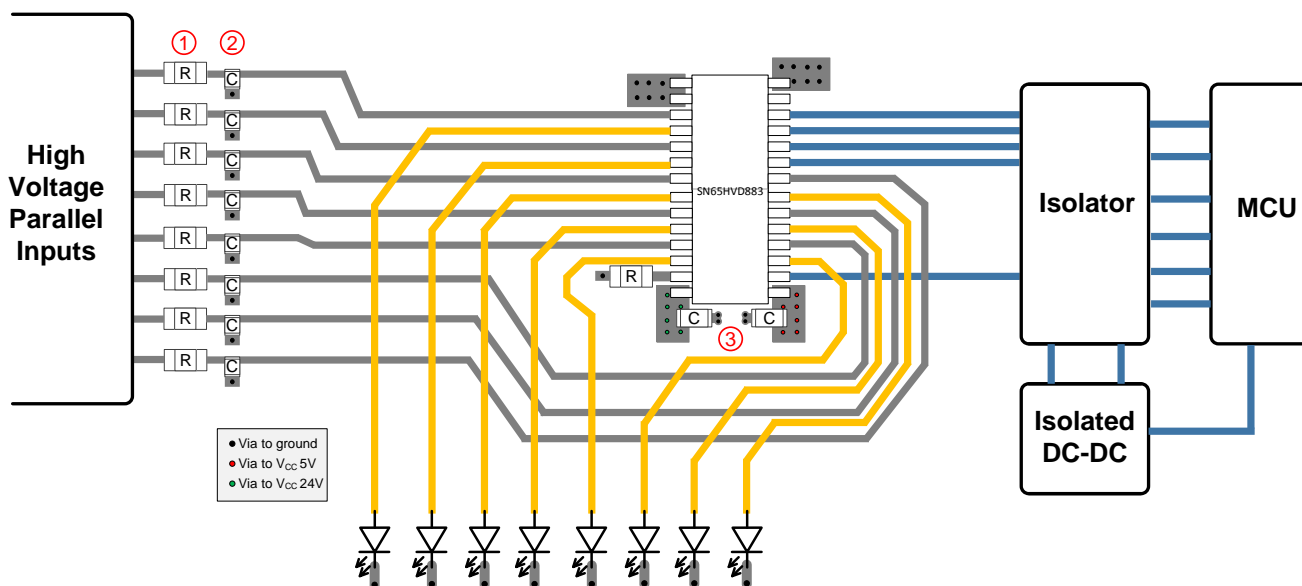 ① ②
R
C
R
C
R
C
R
C
R
C
R
C
R
C
R
C
High
Voltage
Parallel
Inputs
SN65HVD883
R
C C
③
Isolator
MCU
Isolated
DC-DC
Via to ground
Via to VCC 5V
Via to VCC 24V